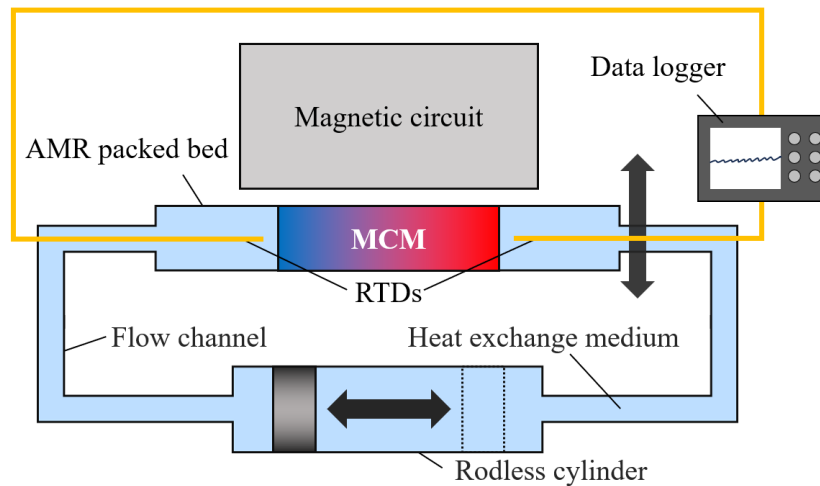 Data logger
Magnetic circuit
AMR packed bed
MCM
RTDs
Flow channel
Heat exchange medium
Rodless cylinder